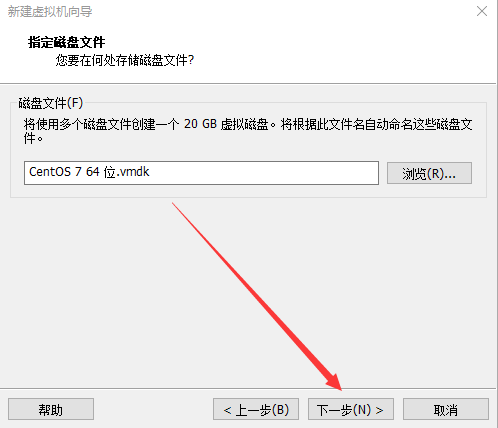 新建虚拟机向导
指定磁盘文件
您要在何处存储磁盘文件?
磁盘文件(F)
将使用多个磁盘文件创建一个 20 GB 虚拟磁盘。将根据此文件名自动命名这些磁盘文
件。
CentOS 7 64 位.vmdk
浏览(R)...
帮助
< 上一步(B)
下一步(N) >
取消